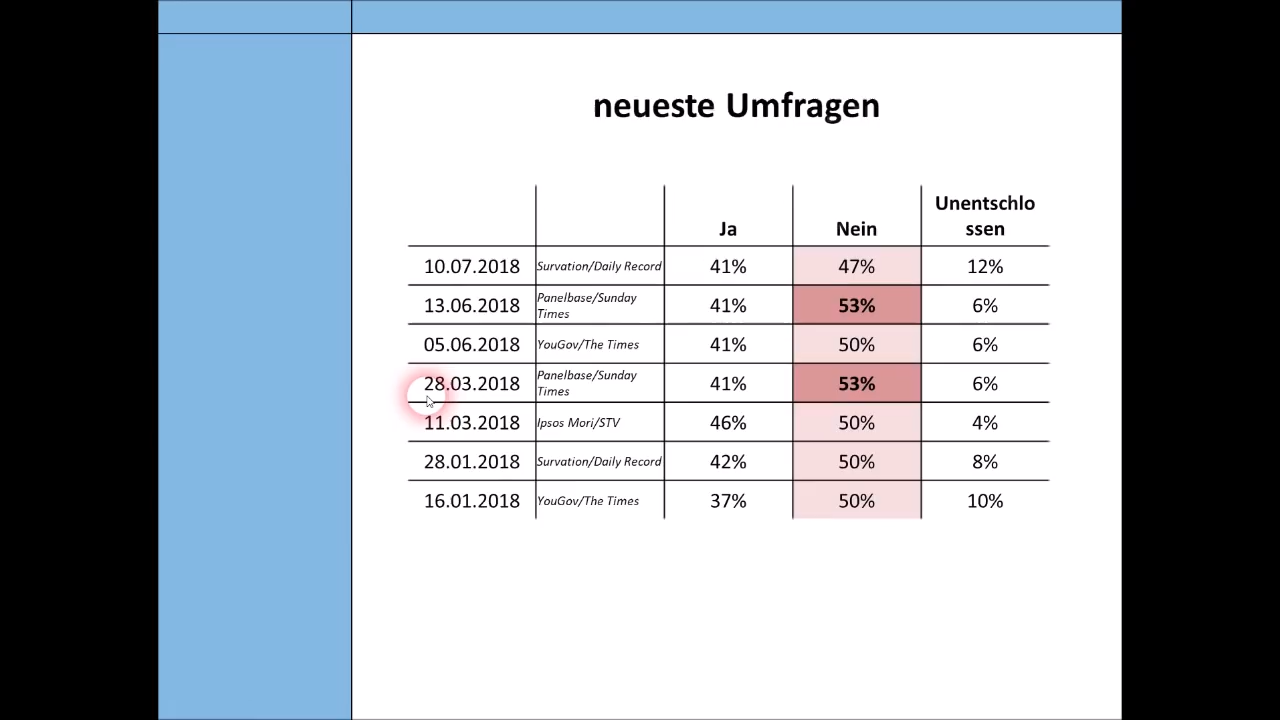 neueste Umfragen
Ja Nein Unentschlo
ssen
10.07.2018 Survation/Daily Record 41% 47% 12%
13.06.2018 Panelbase/Sunday
Times 41% 53% 6%
05.06.2018 YouGov/The Times 41% 50% 6%
28.03.2018 Panelbase/Sunday
Times 41% 53% 6%
11.03.2018 Ipsos Mori/STV 46% 50% 4%
28.01.2018 Survation/Daily Record 42% 50% 8%
16.01.2018 YouGov/The Times 37% 50% 10%